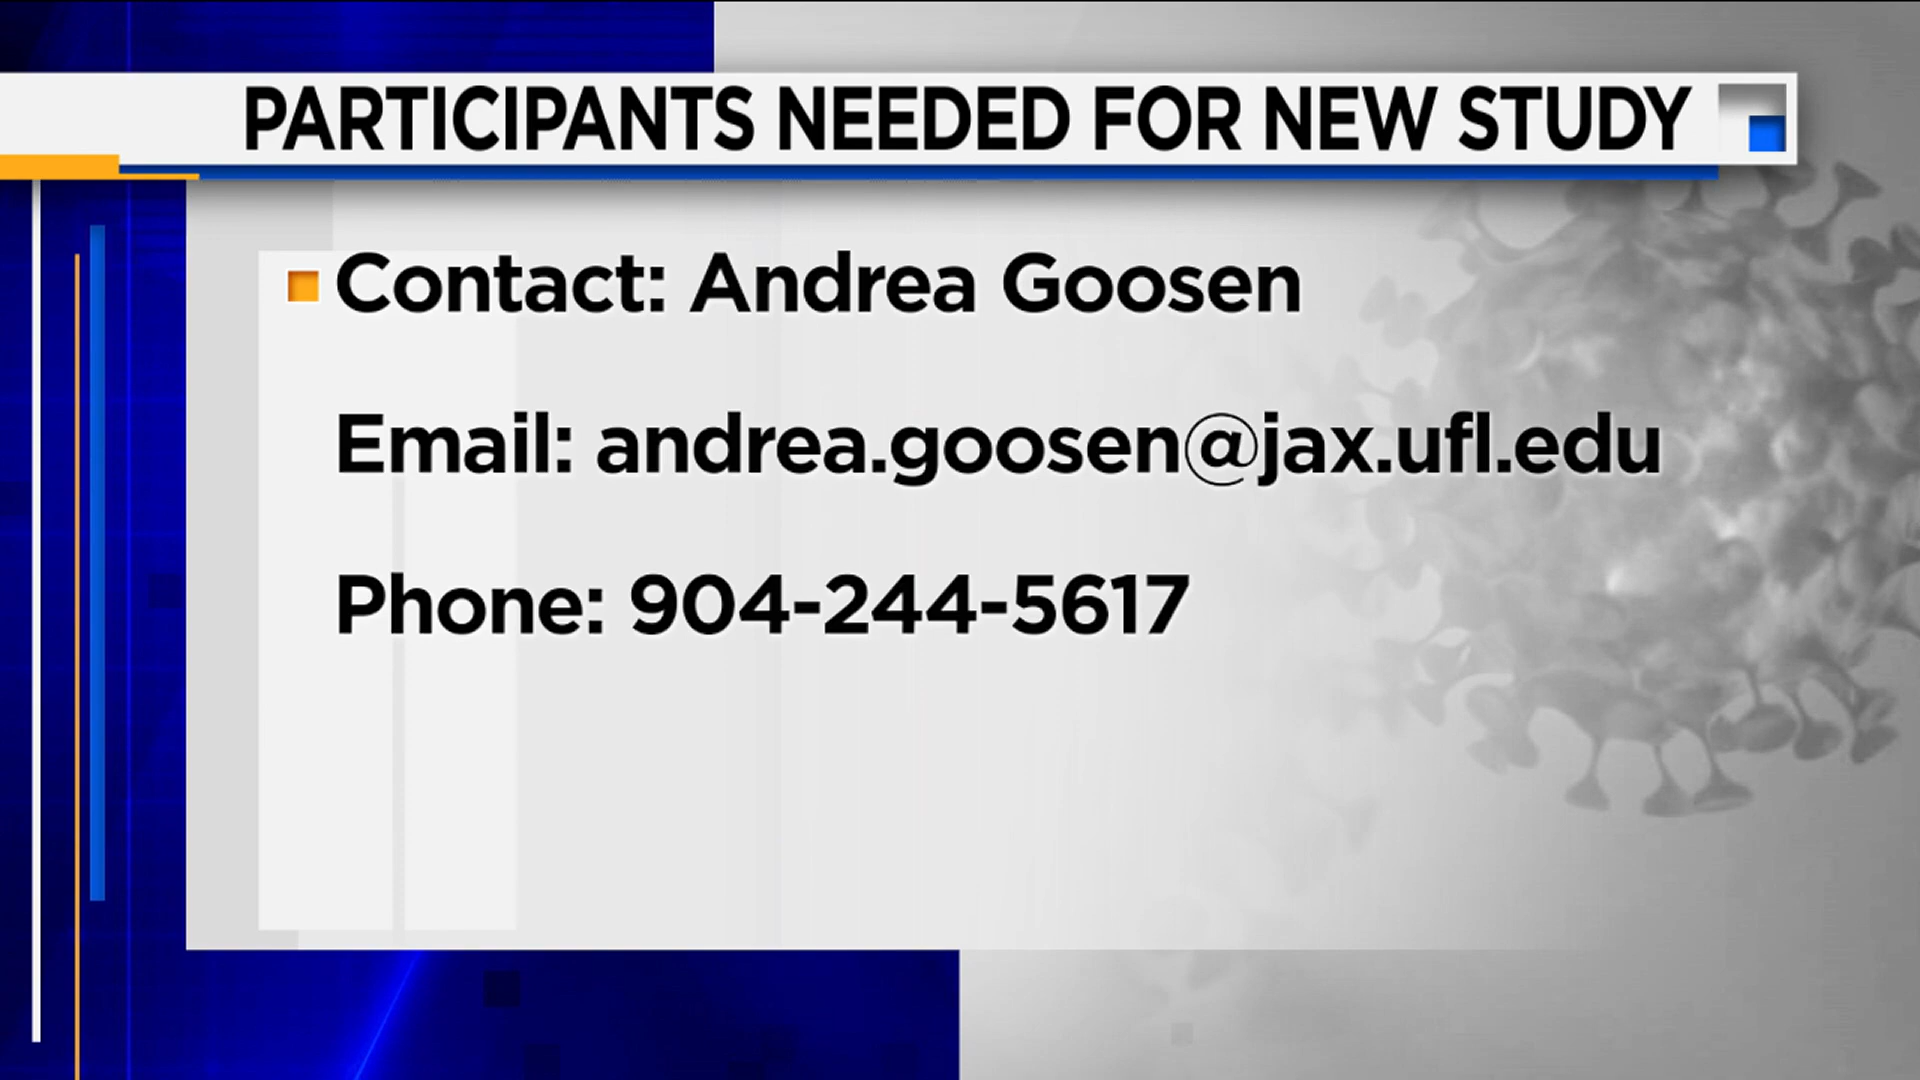 PARTICIPANTS NEEDED FOR NEW STUDY
Contact: Andrea Goosen
Email: andrea.goosen@jax.ufl.edu
Phone: 904-244-5617